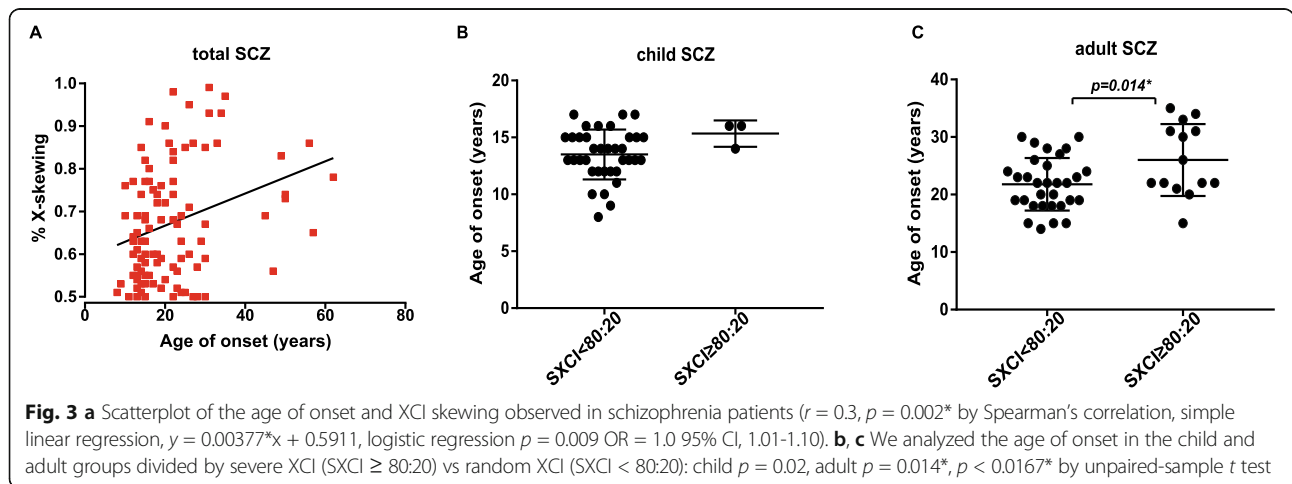 A
total SCZ
% X-skewing
1.0
0.9
0.8
0.7
0.6
0.5
0
20
40
60
80
Age of onset (years)
B
child SCZ
Age of onset (years)
20
15
10
5
0
SXCI<80:20
SXCI≥80:20
C
adult SCZ
p=0.014*
Age of onset (years)
40
30
20
10
0
SXCI<80:20
SXCI≥80:20
Fig. 3 a Scatterplot of the age of onset and XCI skewing observed in schizophrenia patients (r = 0.3, p = 0.002* by Spearman's correlation, simple
linear regression, y = 0.00377*x + 0.5911, logistic regression p = 0.009 OR = 1.0 95% CI, 1.01-1.10). b, c We analyzed the age of onset in the child and
adult groups divided by severe XCI (SXCI ≥ 80:20) vs random XCI (SXCI < 80:20): child p = 0.02, adult p = 0.014*, p < 0.0167* by unpaired-sample t test